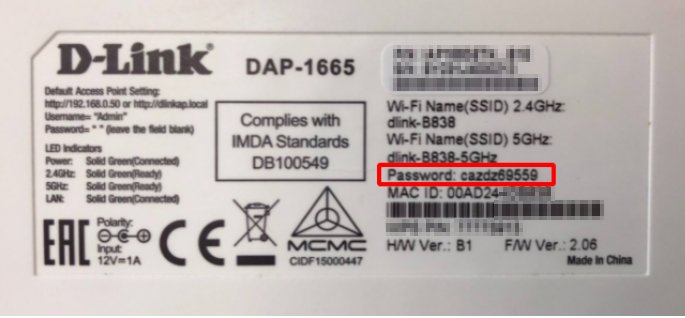 D-Link
DAP-1665
Default Access Point Setting:
http://192.168.0.50 or http://dlinkap.local
Username= "Admin"
Password= " " (leave the field blank)
LED Indicators
Power: Solid Green(Connected)
2.4GHz: Solid Green(Ready)
5GHz: Solid Green(Ready)
LAN: Solid Green(Connected)
EAC
Polarity:
Input:
12V=1A
CE
Complies with
IMDA Standards
DB100549
MCMC
CIDF15000447
Wi-Fi Name(SSID) 2.4GHz:
dlink-B838
Wi-Fi Name(SSID) 5GHz:
dlink-B838-5GHz
Password: cazdz69559
MAC ID: 00AD24
H/W Ver.: B1 F/W Ver.: 2.06
Made In China